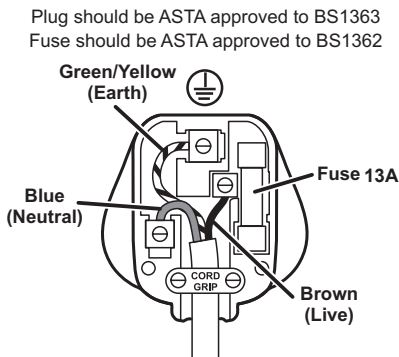 Plug should be ASTA approved to BS1363
Fuse should be ASTA approved to BS1362
Green/Yellow
(Earth)
Fuse 13A
Blue
(Neutral)
CORD
GRIP
Brown
(Live)